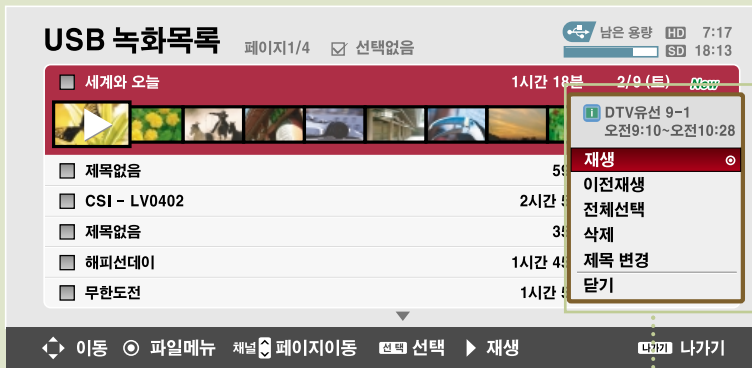 USB 녹화목록 페이지1/4 선택없음
남은 용량 HD 7:17
SD 18:13
세계와 오늘 1시간 18분 2/9 (토) New
DTV유선 9-1
오전9:10~오전10:28
재생
이전재생
전체선택
삭제
제목 변경
닫기
제목없음
CSI - LV0402 2시간
제목없음
해피선데이 1시간
무한도전 1시간
이동 파일메뉴 채널 페이지이동 선택 선택 재생 나가기 나가기